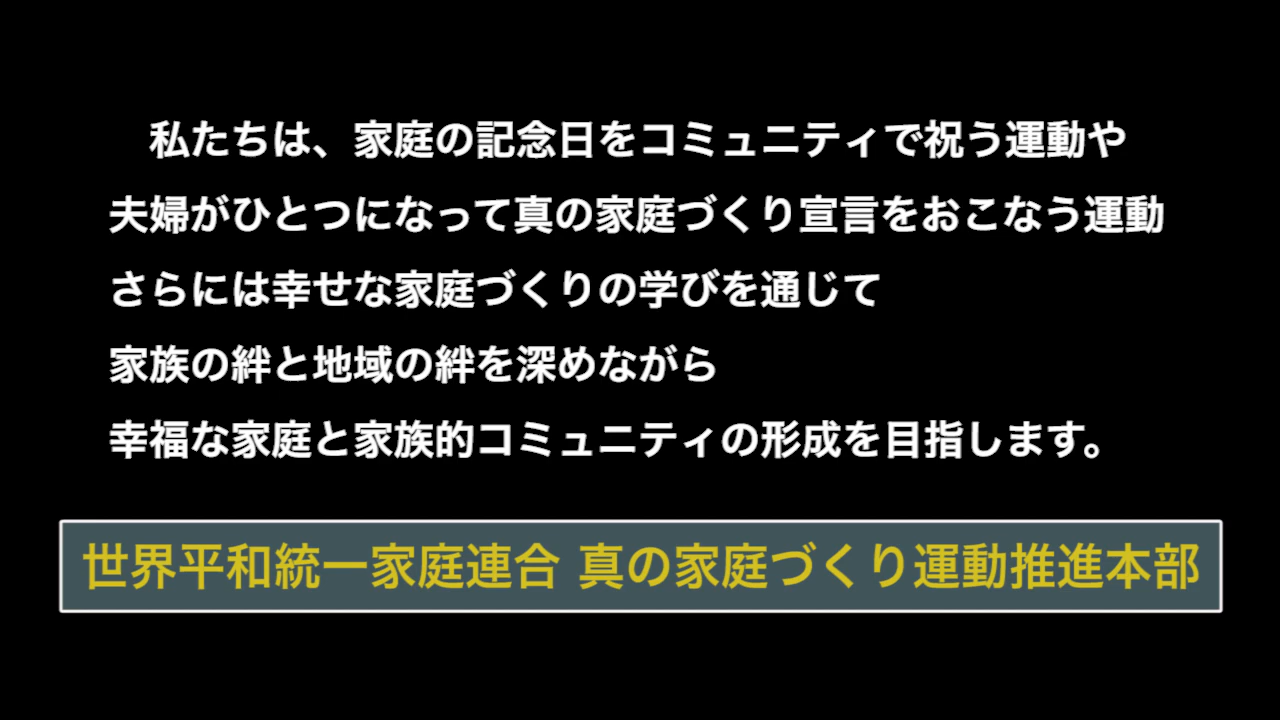 私たちは、家庭の記念日をコミュニティで祝う運動や
夫婦がひとつになって真の家庭づくり宣言をおこなう運動
さらには幸せな家庭づくりの学びを通じて
家族の絆と地域の絆を深めながら
幸福な家庭と家族的コミュニティの形成を目指します。
世界平和統一家庭連合 真の家庭づくり運動推進本部